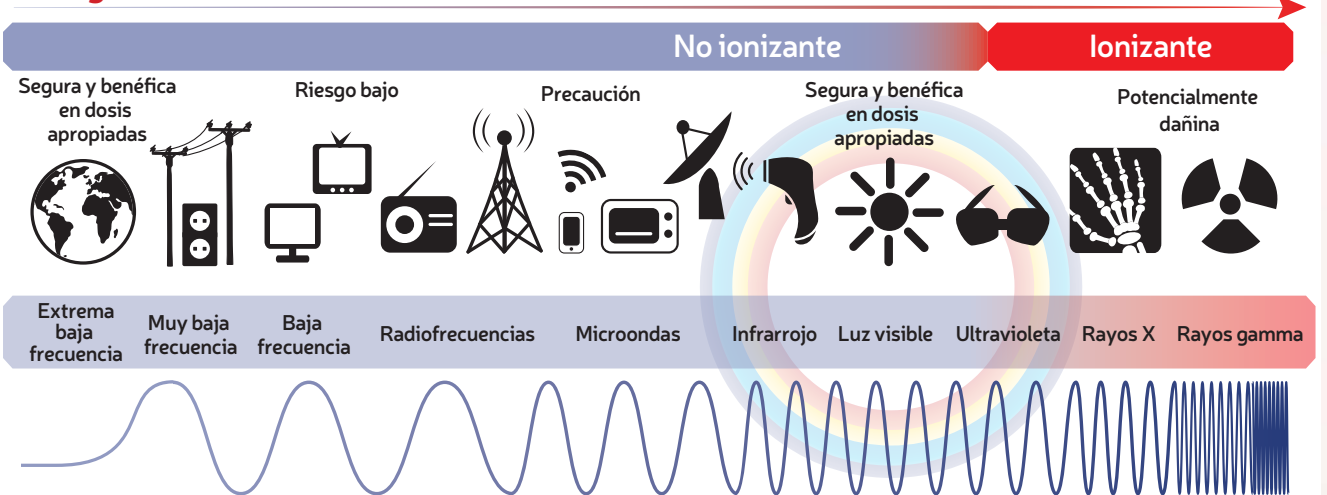 No ionizante
Ionizante
Segura y benéfica
en dosis
apropiadas
Riesgo bajo
Precaución
Segura y benéfica
en dosis
apropiadas
Potencialmente
dañina
Extrema
baja
frecuencia
Muy baja
frecuencia
Baja
frecuencia
Radiofrecuencias
Microondas
Infrarrojo
Luz visible
Ultravioleta
Rayos X
Rayos gamma